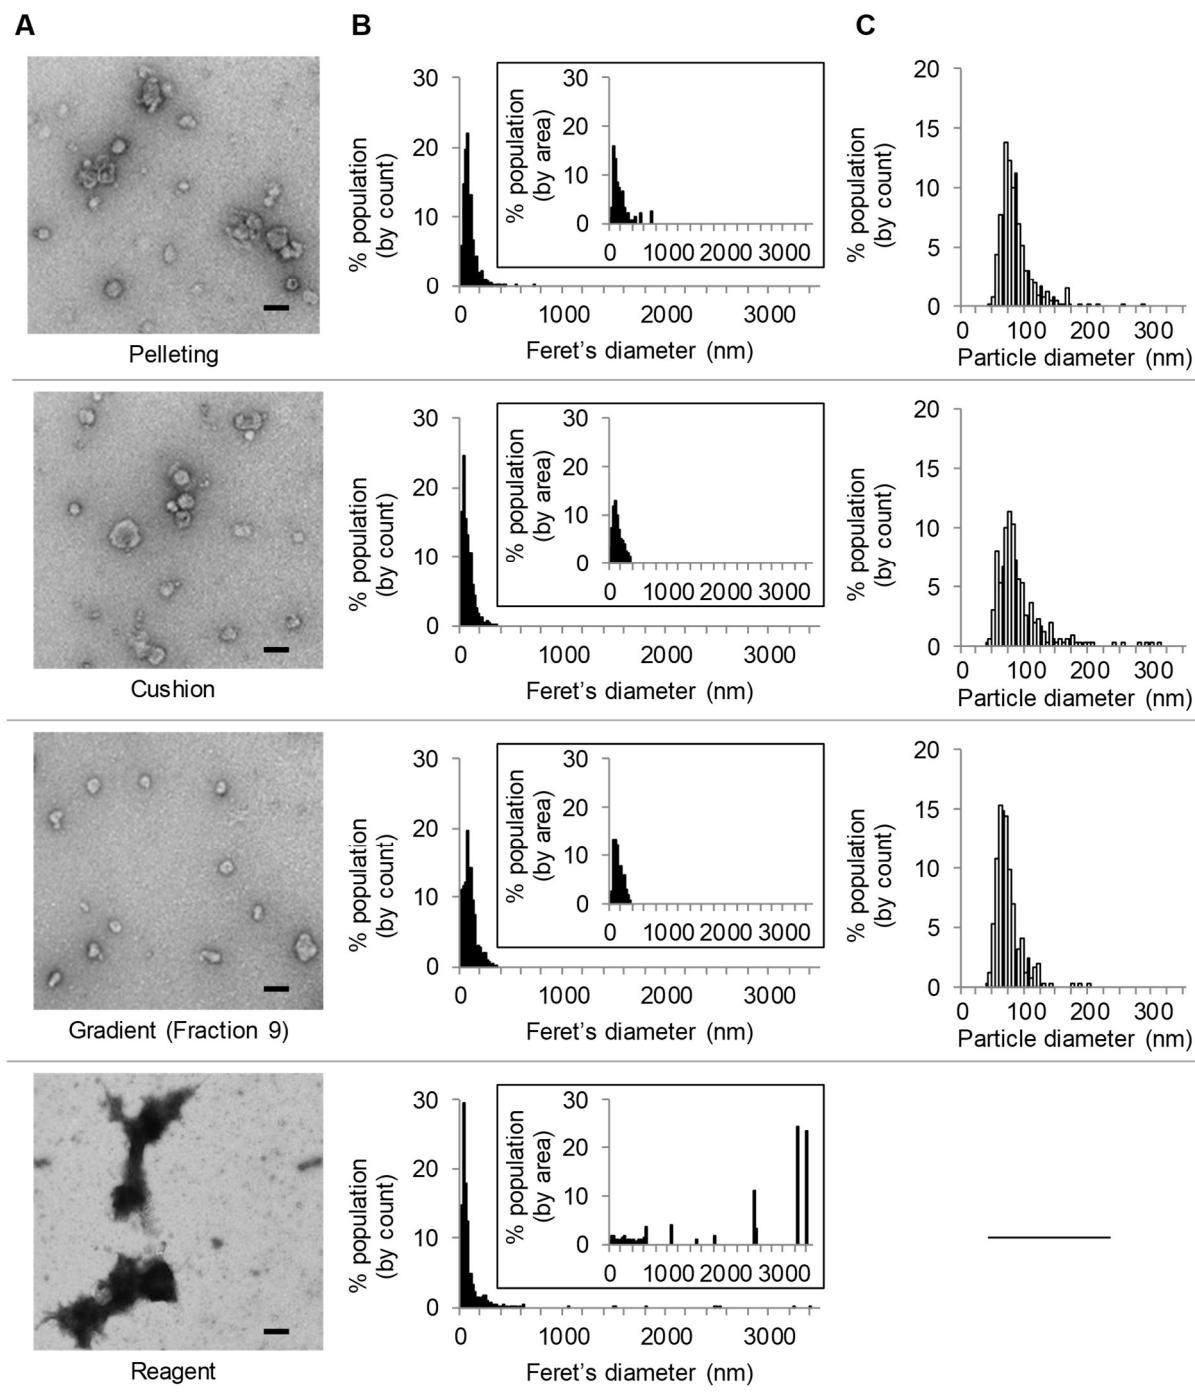 A
B
C
30
20
10
0
% population
(by count)
0
1000
2000
3000
Feret's diameter (nm)
30
20
10
0
% population
(by area)
0
1000
2000
3000
20
15
10
5
0
% population
(by count)
0
100
200
300
Particle diameter (nm)
Pelleting
30
20
10
0
% population
(by count)
0
1000
2000
3000
Feret's diameter (nm)
30
20
10
0
% population
(by area)
0
1000
2000
3000
20
15
10
5
0
% population
(by count)
0
100
200
300
Particle diameter (nm)
Cushion
30
20
10
0
% population
(by count)
0
1000
2000
3000
Feret's diameter (nm)
30
20
10
0
% population
(by area)
0
1000
2000
3000
20
15
10
5
0
% population
(by count)
0
100
200
300
Particle diameter (nm)
Gradient (Fraction 9)
30
20
10
0
% population
(by count)
0
1000
2000
3000
Feret's diameter (nm)
30
20
10
0
% population
(by area)
0
1000
2000
3000
Reagent